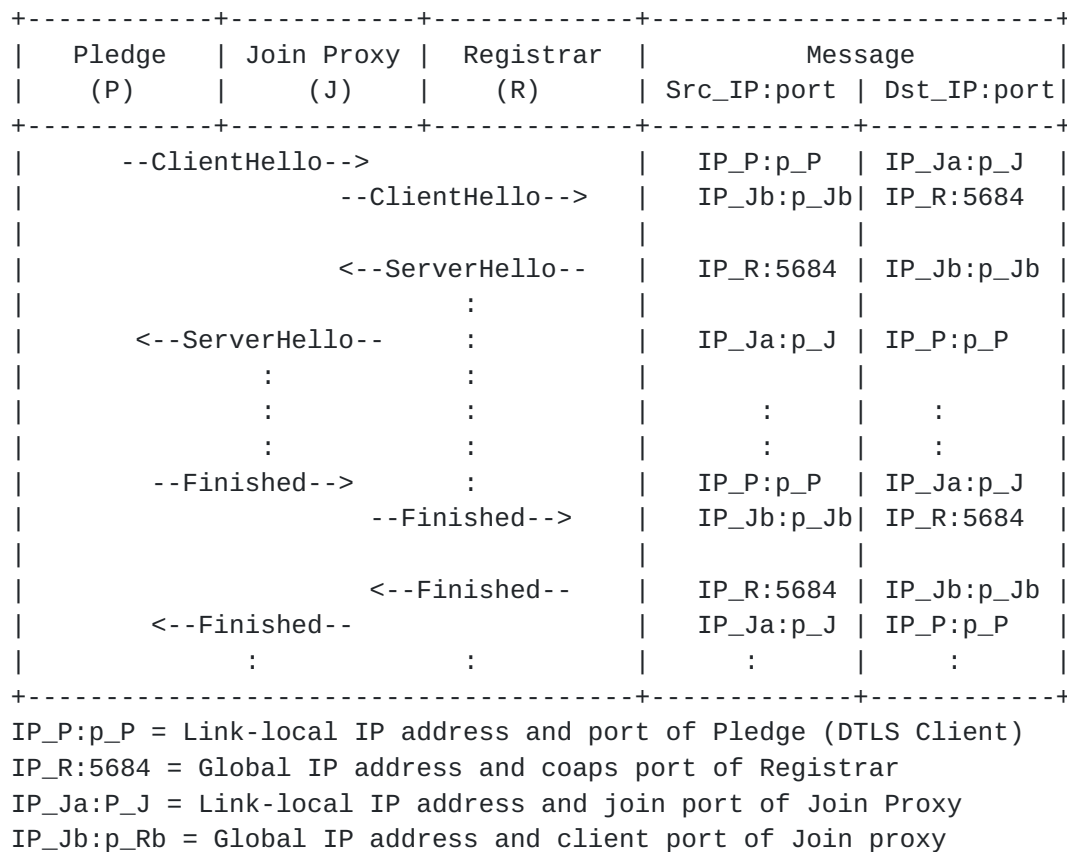 +------------+------------+-------------+--------------------------+
|   Pledge   | Join Proxy |  Registrar  |          Message         |
|    (P)     |     (J)    |    (R)      | Src_IP:port | Dst_IP:port|
+------------+------------+-------------+-------------+------------+
|      --ClientHello-->                 |   IP_P:p_P  | IP_Ja:p_J  |
|                    --ClientHello-->   |   IP_Jb:p_Jb| IP_R:5684  |
|                                       |             |            |
|                    <--ServerHello--   |   IP_R:5684 | IP_Jb:p_Jb |
|                            :          |             |            |
|       <--ServerHello--     :          |   IP_Ja:p_J | IP_P:p_P   |
|               :            :          |             |            |
|               :            :          |       :     |    :       |
|               :            :          |       :     |    :       |
|        --Finished-->       :          |   IP_P:p_P  | IP_Ja:p_J  |
|                      --Finished-->    |   IP_Jb:p_Jb| IP_R:5684  |
|                                       |             |            |
|                      <--Finished--    |   IP_R:5684 | IP_Jb:p_Jb |
|        <--Finished--                  |   IP_Ja:p_J | IP_P:p_P   |
|              :             :          |      :      |     :      |
+---------------------------------------+-------------+------------+
IP_P:p_P = Link-local IP address and port of Pledge (DTLS Client)
IP_R:5684 = Global IP address and coaps port of Registrar
IP_Ja:P_J = Link-local IP address and join port of Join Proxy
IP_Jb:p_Rb = Global IP address and client port of Join proxy